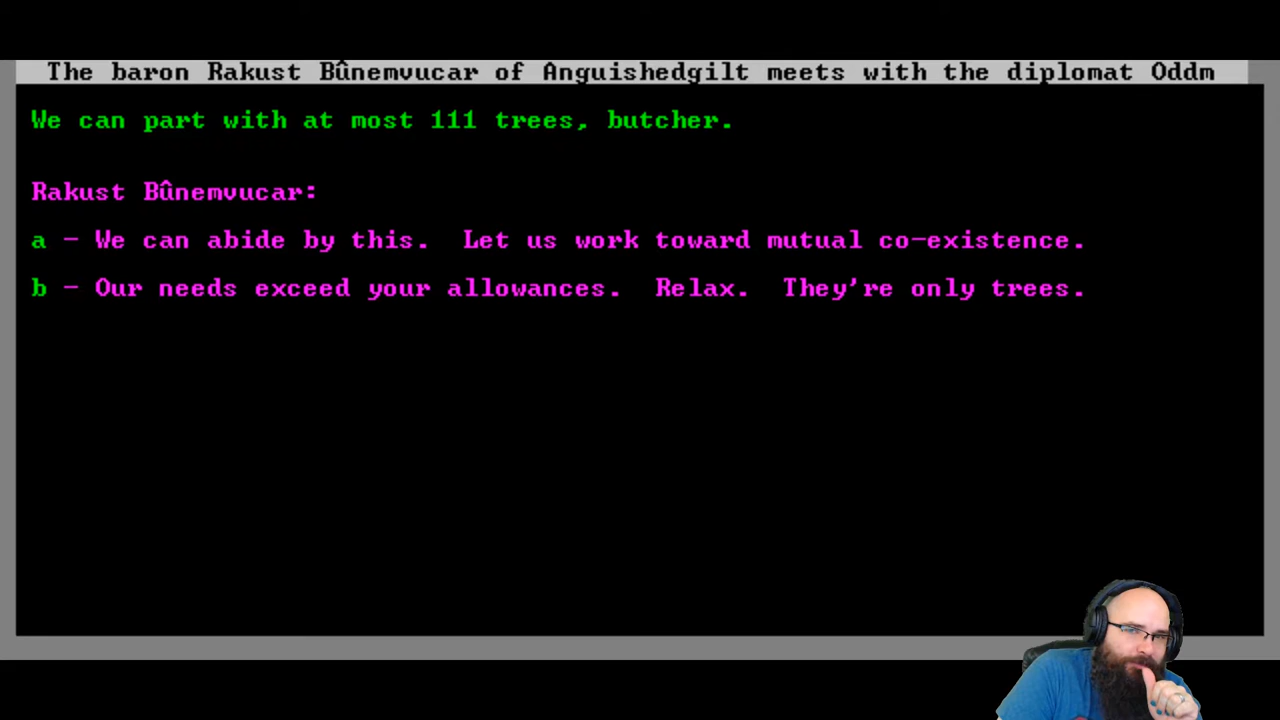 The baron Rakust Bûnemvucar of Anguishedgilt meets with the diplomat Oddm
We can part with at most 111 trees, butcher.
Rakust Bûnemvucar:
a - We can abide by this. Let us work toward mutual co-existence.
b - Our needs exceed your allowances. Relax. They're only trees.